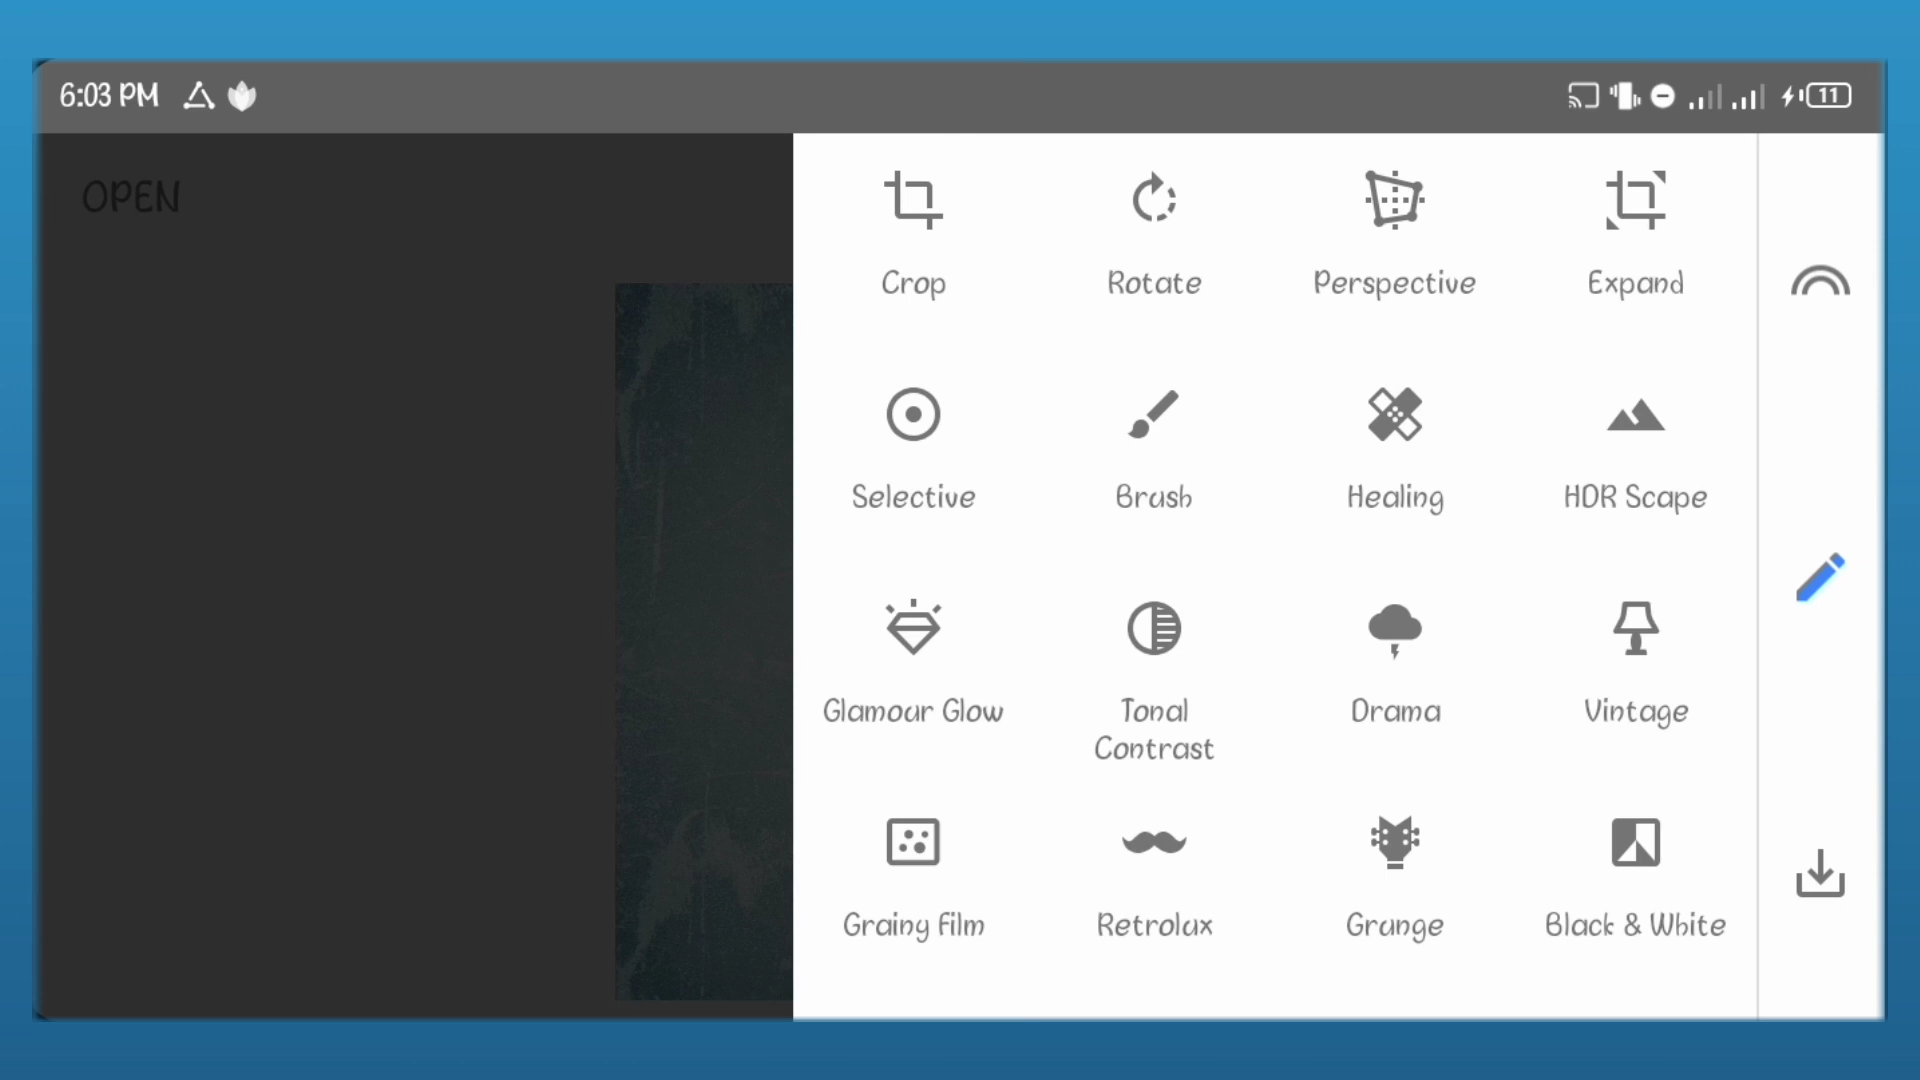 6:03 PM
11
OPEN
Crop
Rotate
Perspective
Expand
Selective
Brush
Healing
HDR Scape
Glamour Glow
Tonal
Contrast
Drama
Vintage
Grainy Film
Retrolux
Grunge
Black & White